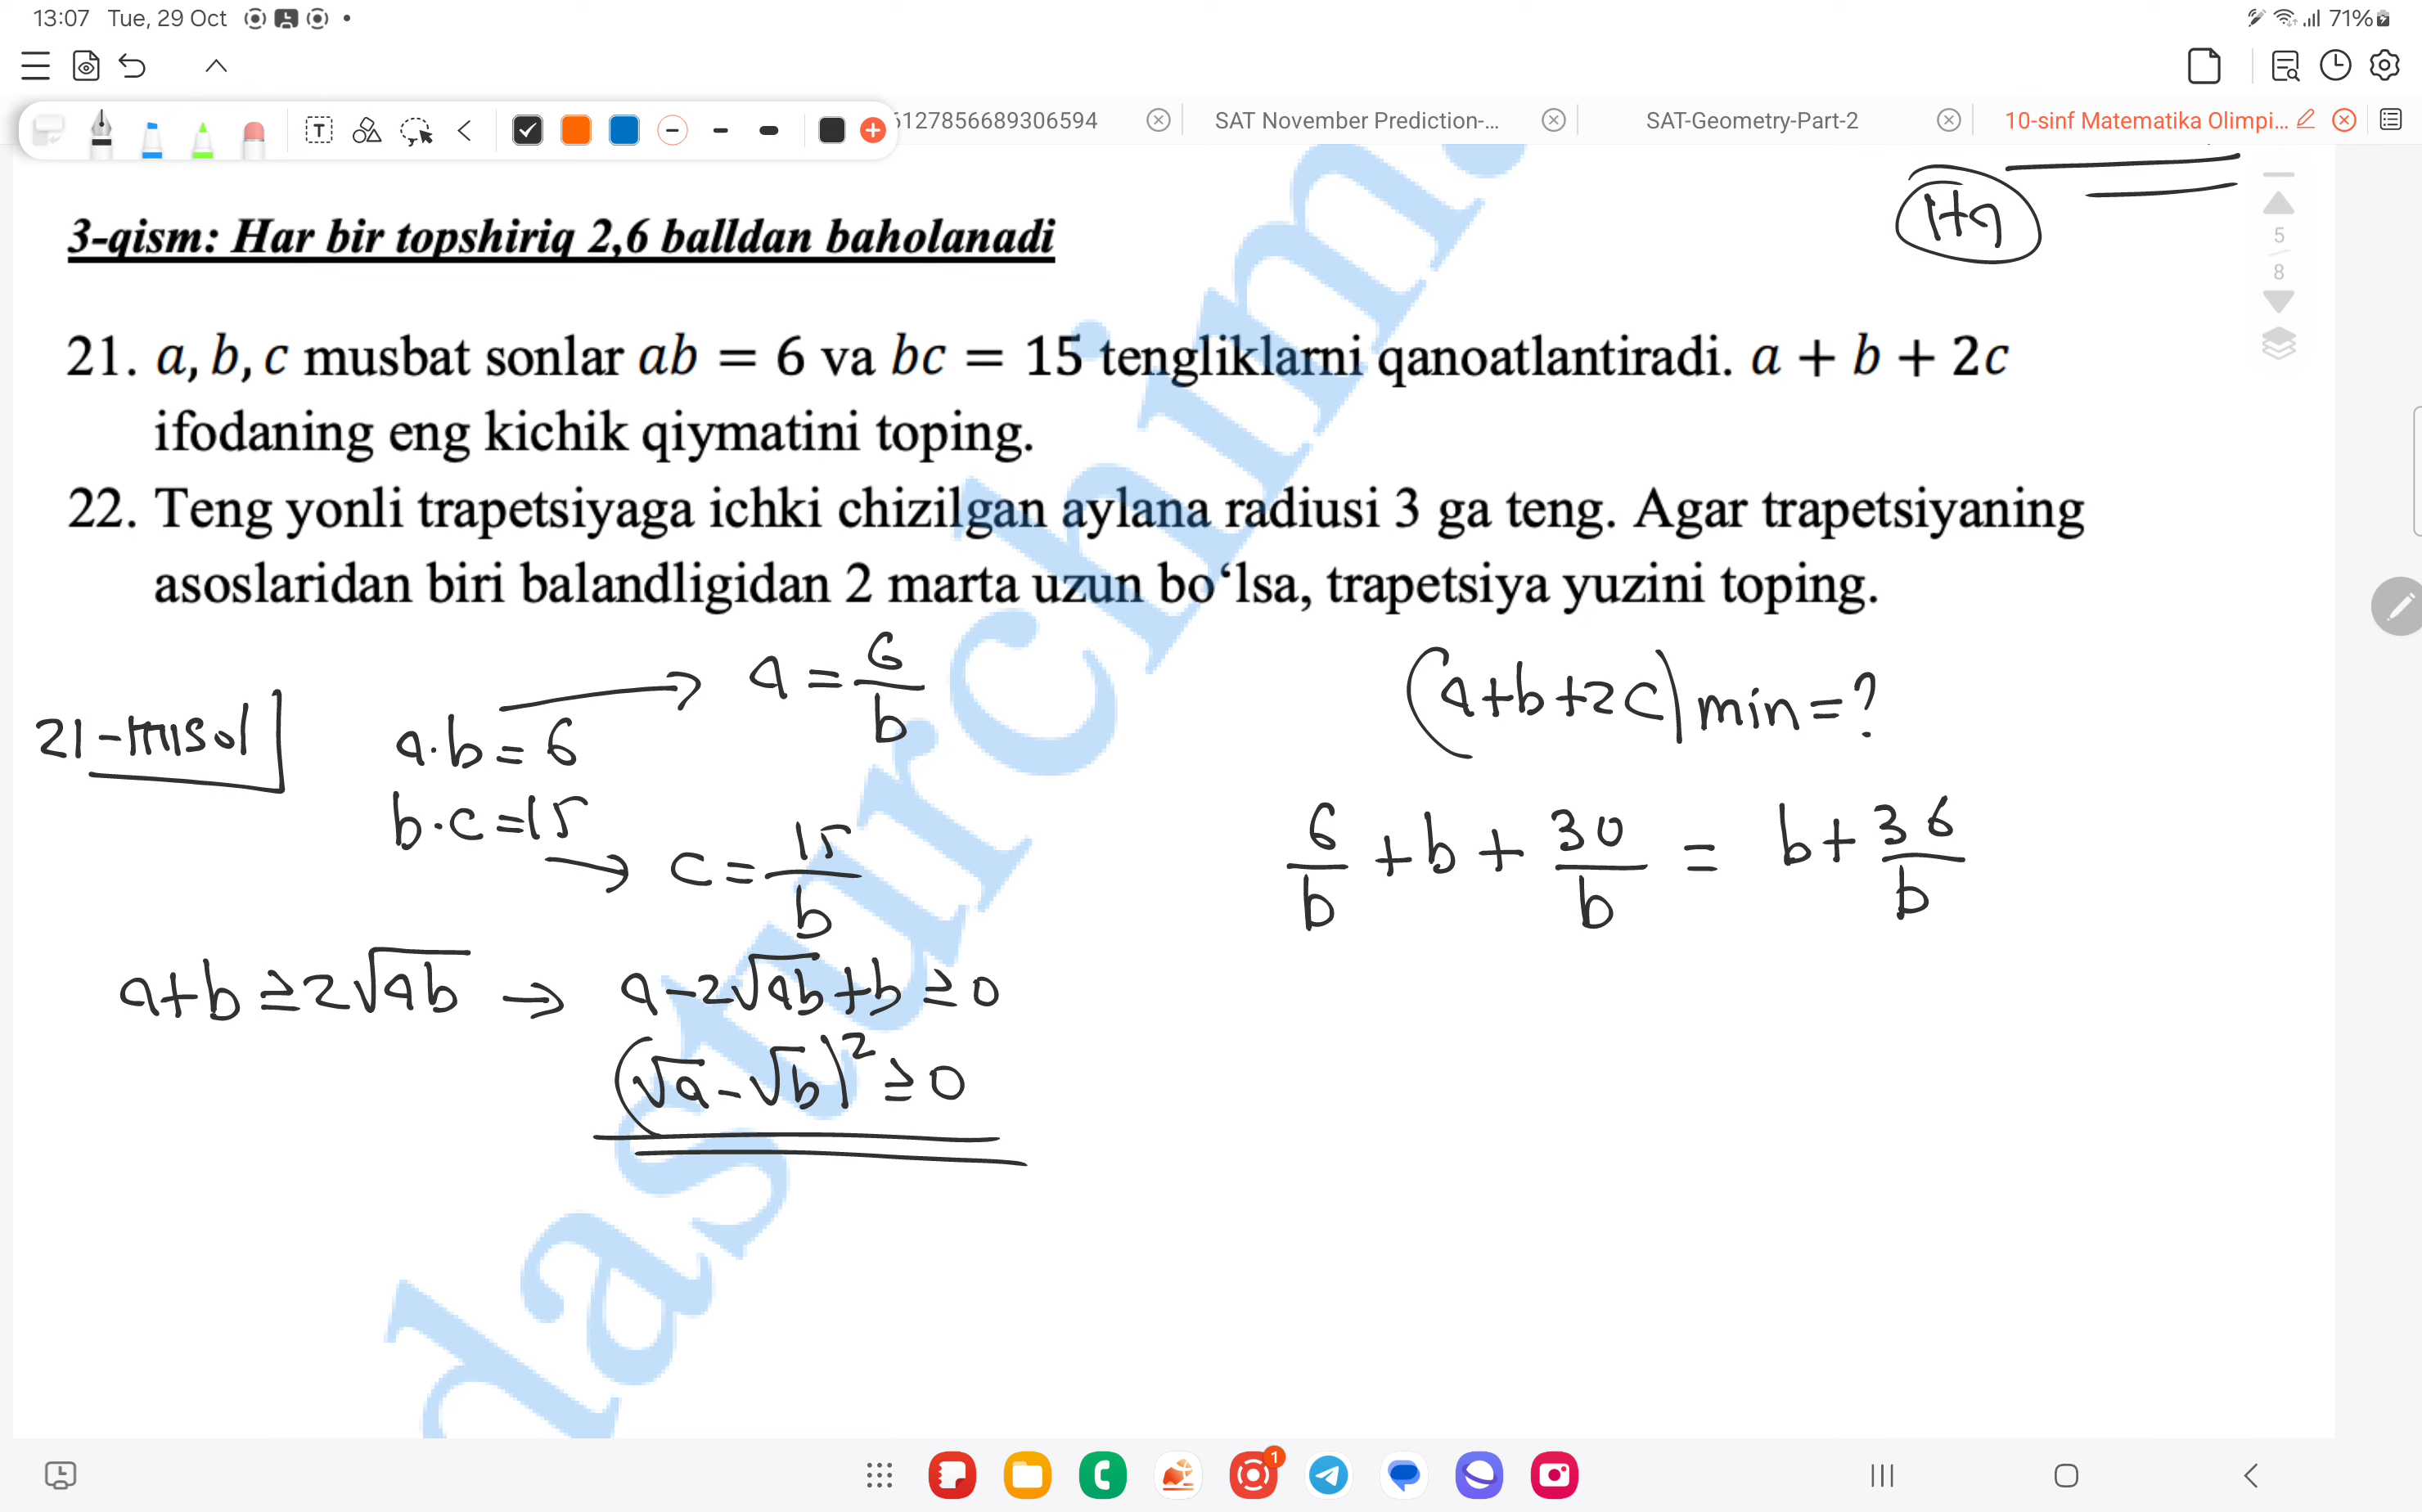 13:07 Tue, 29 Oct
71%
T
6127856689306594
SAT November Prediction-...
SAT-Geometry-Part-2
10-sinf Matematika Olimpi...
5
8
3-qism: Har bir topshiriq 2,6 balldan baholanadi
21. a, b, c musbat sonlar ab = 6 va bc = 15 tengliklarni qanoatlantiradi. a + b + 2c
ifodaning eng kichik qiymatini toping.
22. Teng yonli trapetsiyaga ichki chizilgan aylana radiusi 3 ga teng. Agar trapetsiyaning
asoslaridan biri balandligidan 2 marta uzun bo‘lsa, trapetsiya yuzini toping.
21-misol
a·b=6 → a=6/b
b·c=15 → c=15/b
(a+b+2c)min=?
6/b+b+30/b = b+36/b
a+b≥2√ab → a-2√ab+b≥0
(√a-√b)²≥0
1